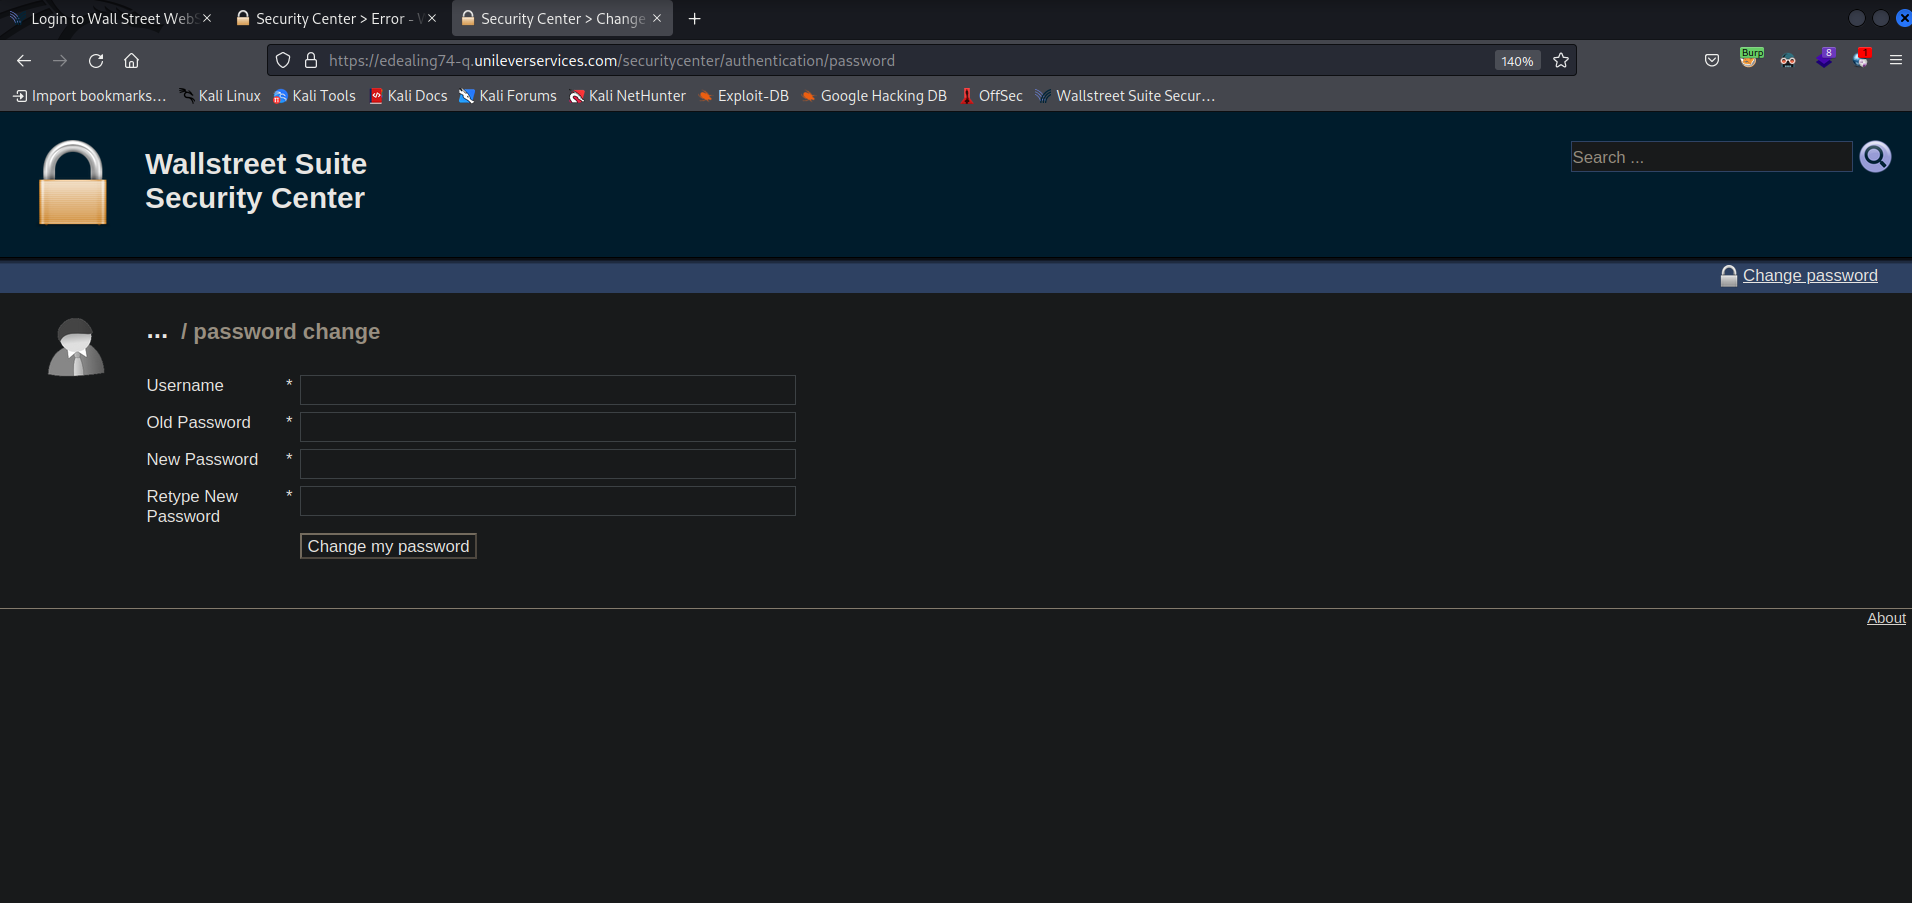 Login to Wall Street Web
Security Center > Error -
Security Center > Change
https://edealing74-q.unileverservices.com/securitycenter/authentication/password
140%
Burp
8
1
Import bookmarks...
Kali Linux
Kali Tools
Kali Docs
Kali Forums
Kali NetHunter
Exploit-DB
Google Hacking DB
OffSec
Wallstreet Suite Secur...
Wallstreet Suite
Security Center
Search ...
Change password
... / password change
Username *
Old Password *
New Password *
Retype New *
Password
Change my password
About